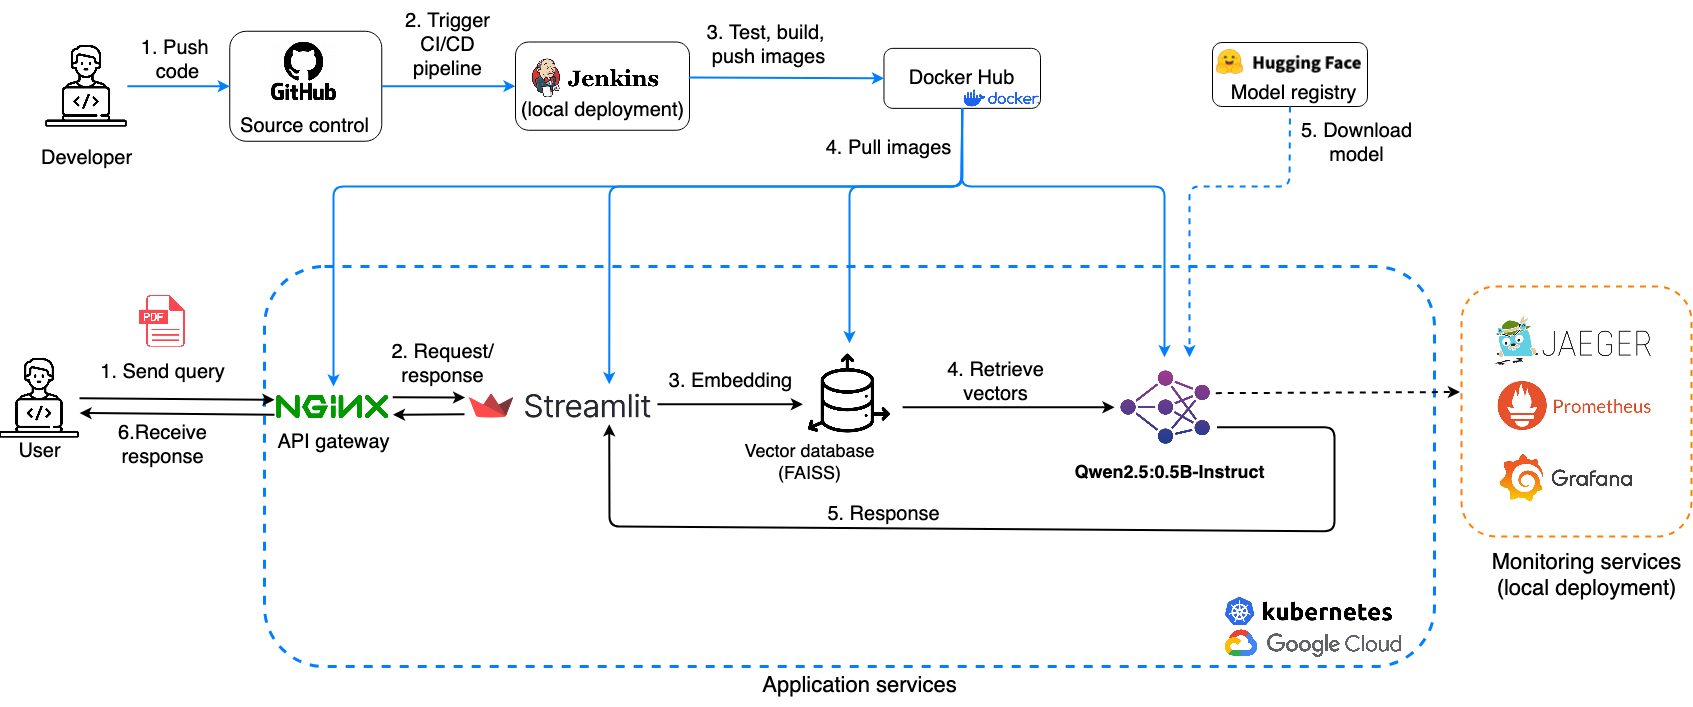 1. Push
code
2. Trigger
CI/CD
pipeline
3. Test, build,
push images
GitHub
Source control
Jenkins
(local deployment)
Docker Hub
docker.
Hugging Face
Model registry
Developer
4. Pull images
5. Download
model
PDF
1. Send query
2. Request/
response
3. Embedding
4. Retrieve
vectors
NGINX
API gateway
Streamlit
User
6.Receive
response
Vector database
(FAISS)
Qwen2.5:0.5B-Instruct
5. Response
JAEGER
Prometheus
Grafana
Monitoring services
(local deployment)
kubernetes
Google Cloud
Application services